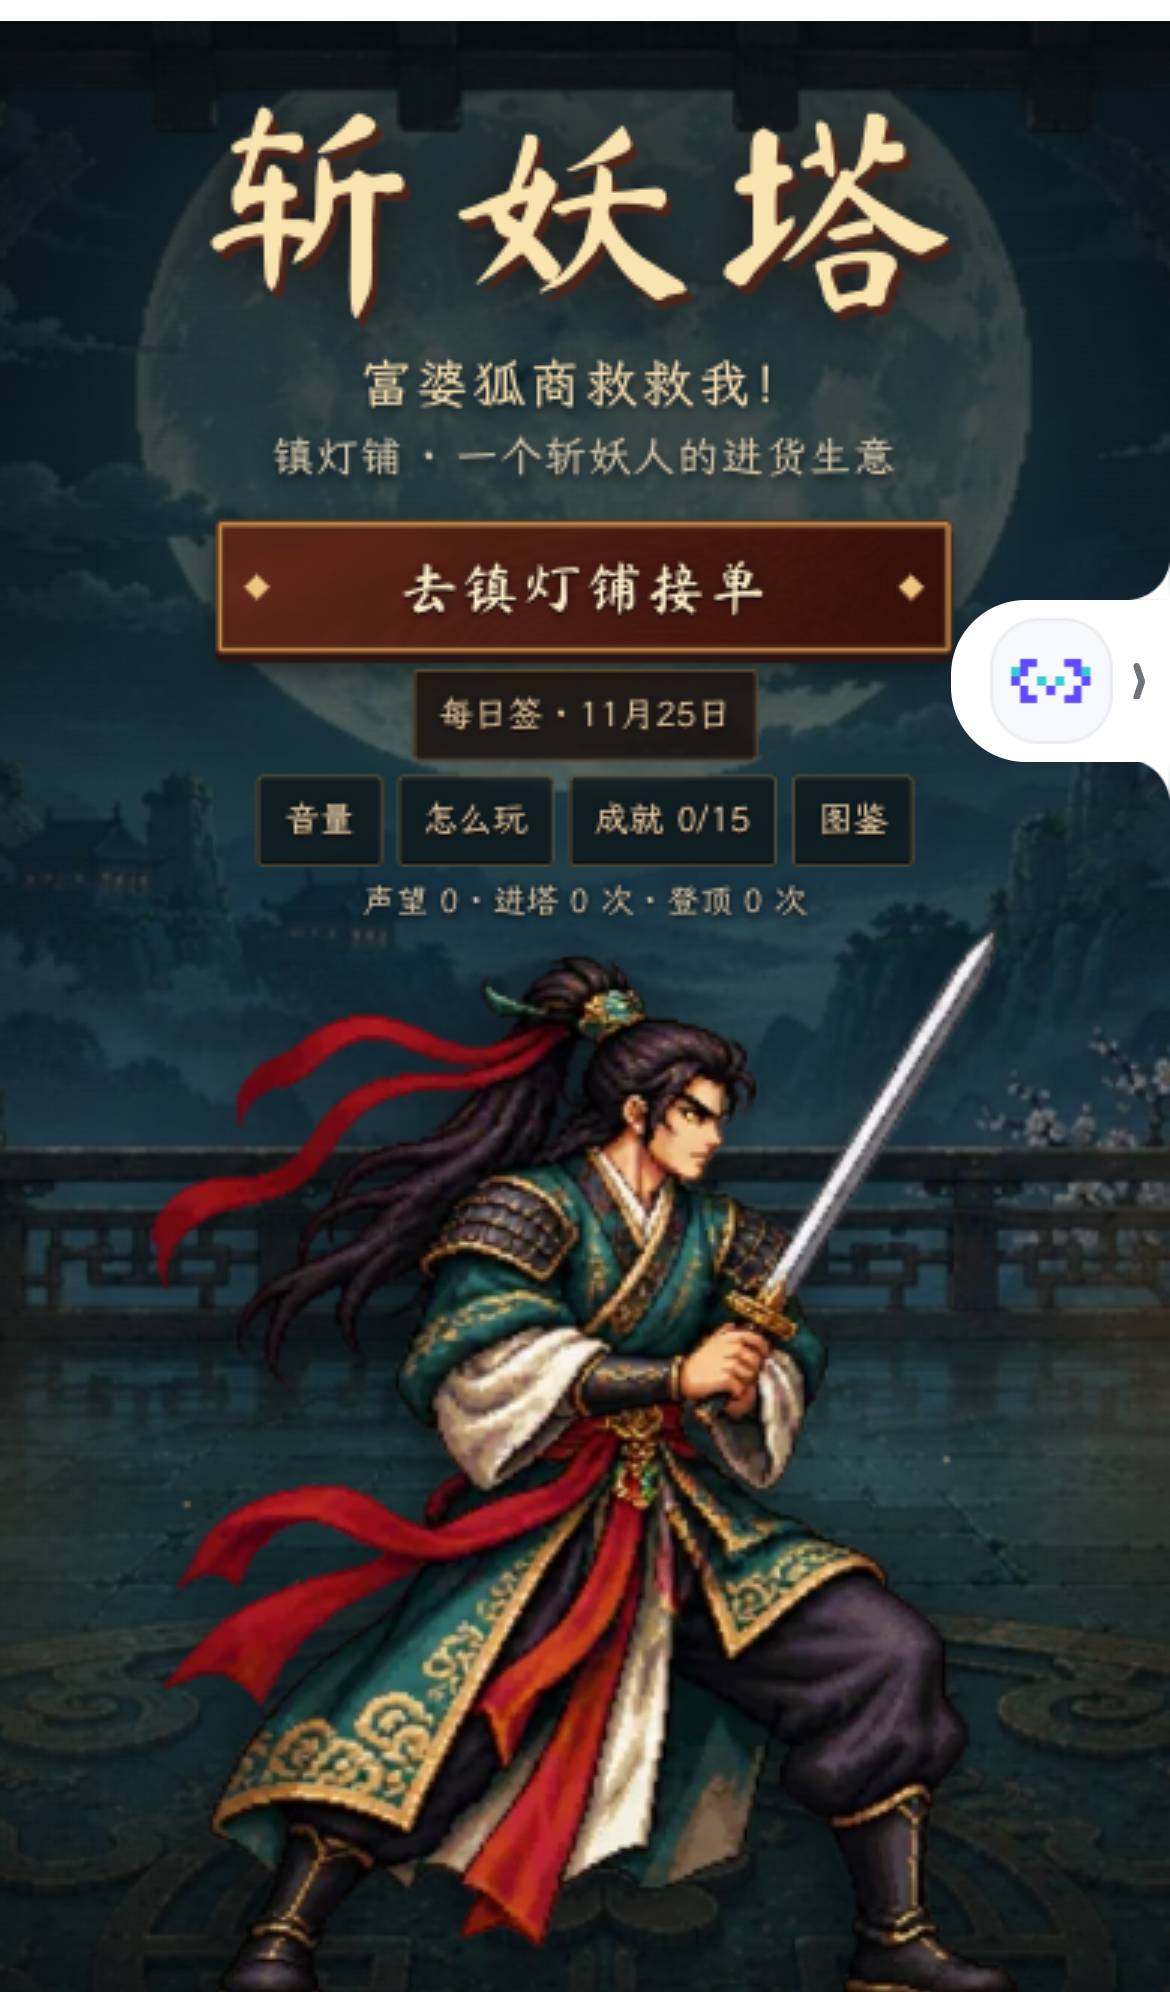 斩妖塔
富婆狐商救救我！
镇灯铺·一个斩妖人的进货生意
去镇灯铺接单
每日签·11月25日
音量 怎么玩 成就 0/15 图鉴
声望 0·进塔 0 次·登顶 0 次